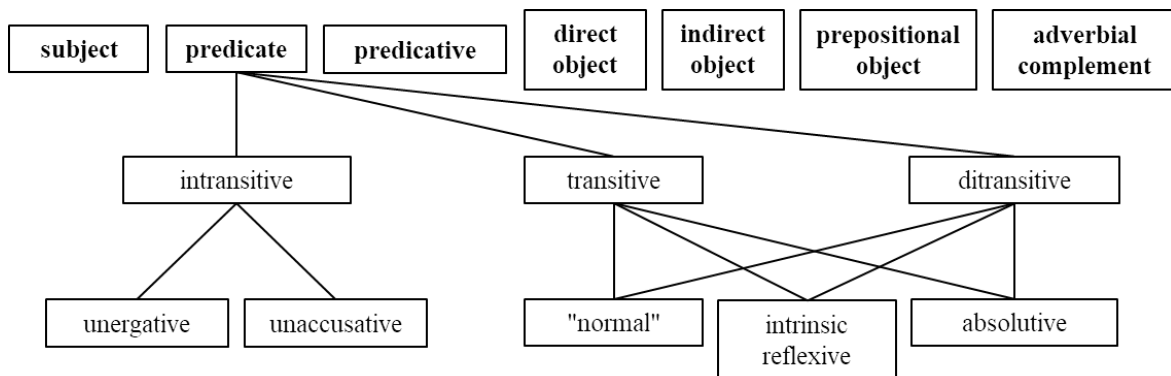 subject
predicate
predicative
direct
object
indirect
object
prepositional
object
adverbial
complement
intransitive
transitive
ditransitive
unergative
unaccusative
"normal"
intrinsic
reflexive
absolutive